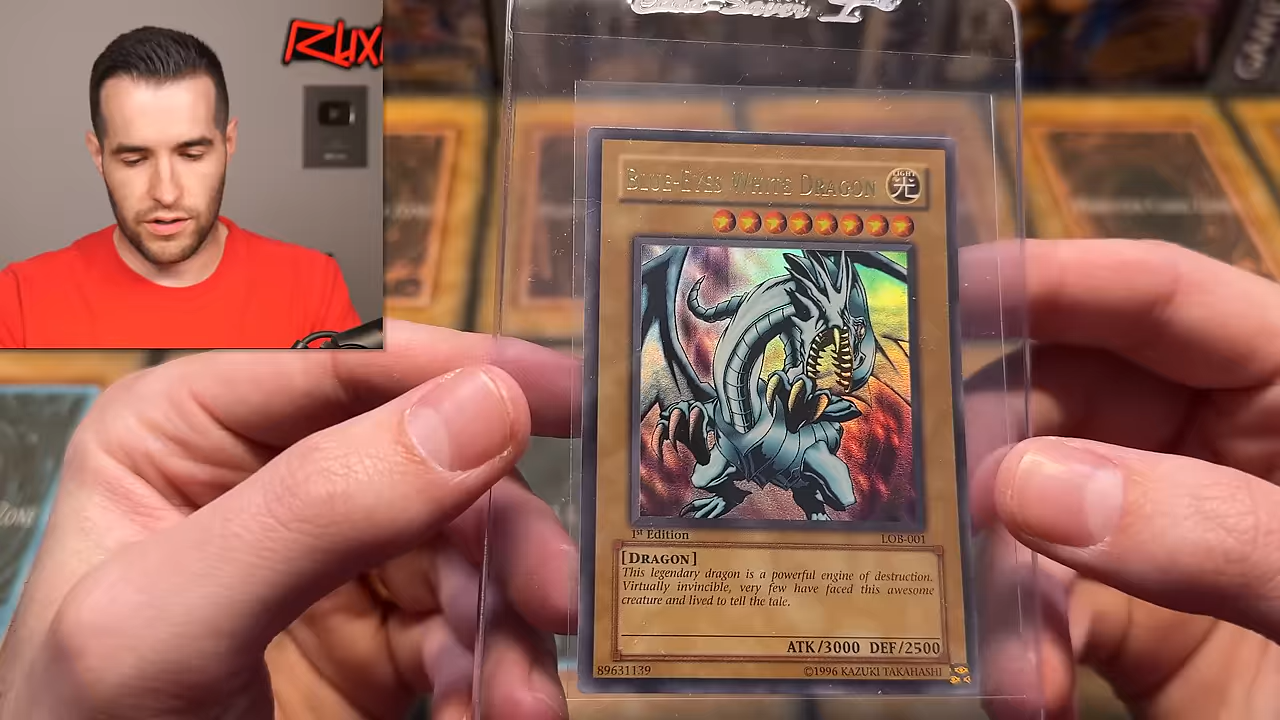 BLUE-EYES WHITE DRAGON
LIGHT
光
1st Edition
LOB-001
[DRAGON]
This legendary dragon is a powerful engine of destruction.
Virtually invincible, very few have faced this awesome
creature and lived to tell the tale.
ATK/3000 DEF/2500
89631139
©1996 KAZUKI TAKAHASHI